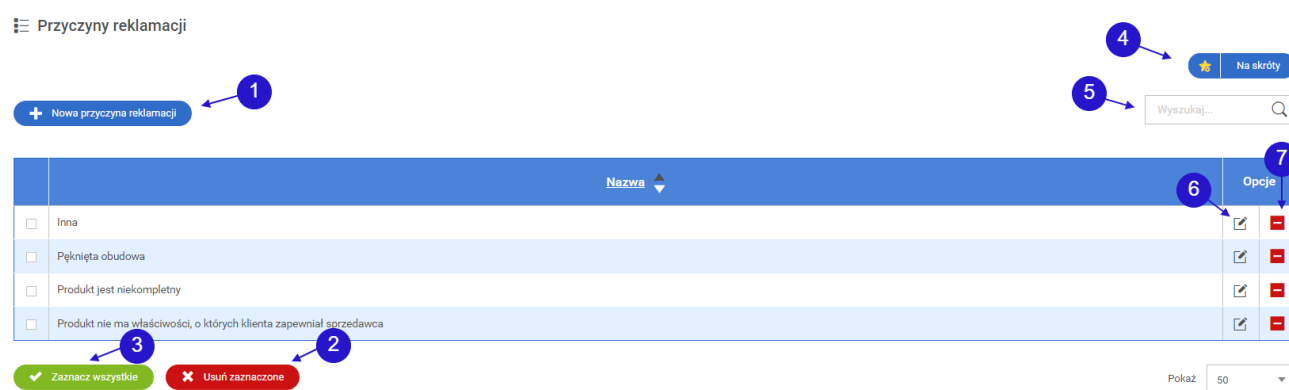 Przyczyny reklamacji
4
Na skróty
1
5
Nowa przyczyna reklamacji
Wyszukaj...
7
Nazwa
6
Opcje
Inna
Pęknięta obudowa
Produkt jest niekompletny
Produkt nie ma właściwości, o których klienta zapewniał sprzedawca
3
2
Zaznacz wszystkie
Usuń zaznaczone
Pokaż 50